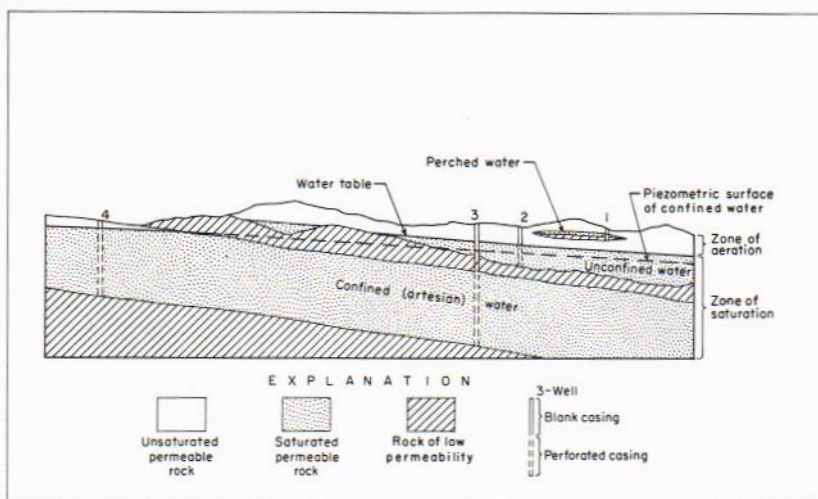 Perched water
Water table
Piezometric surface
of confined water
4
3
2
1
Zone of
aeration
Unconfined water
Confined (artesian) water
Zone of
saturation
EXPLANATION
Unsaturated
permeable
rock
Saturated
permeable
rock
Rock of low
permeability
3-Well
Blank casing
Perforated casing